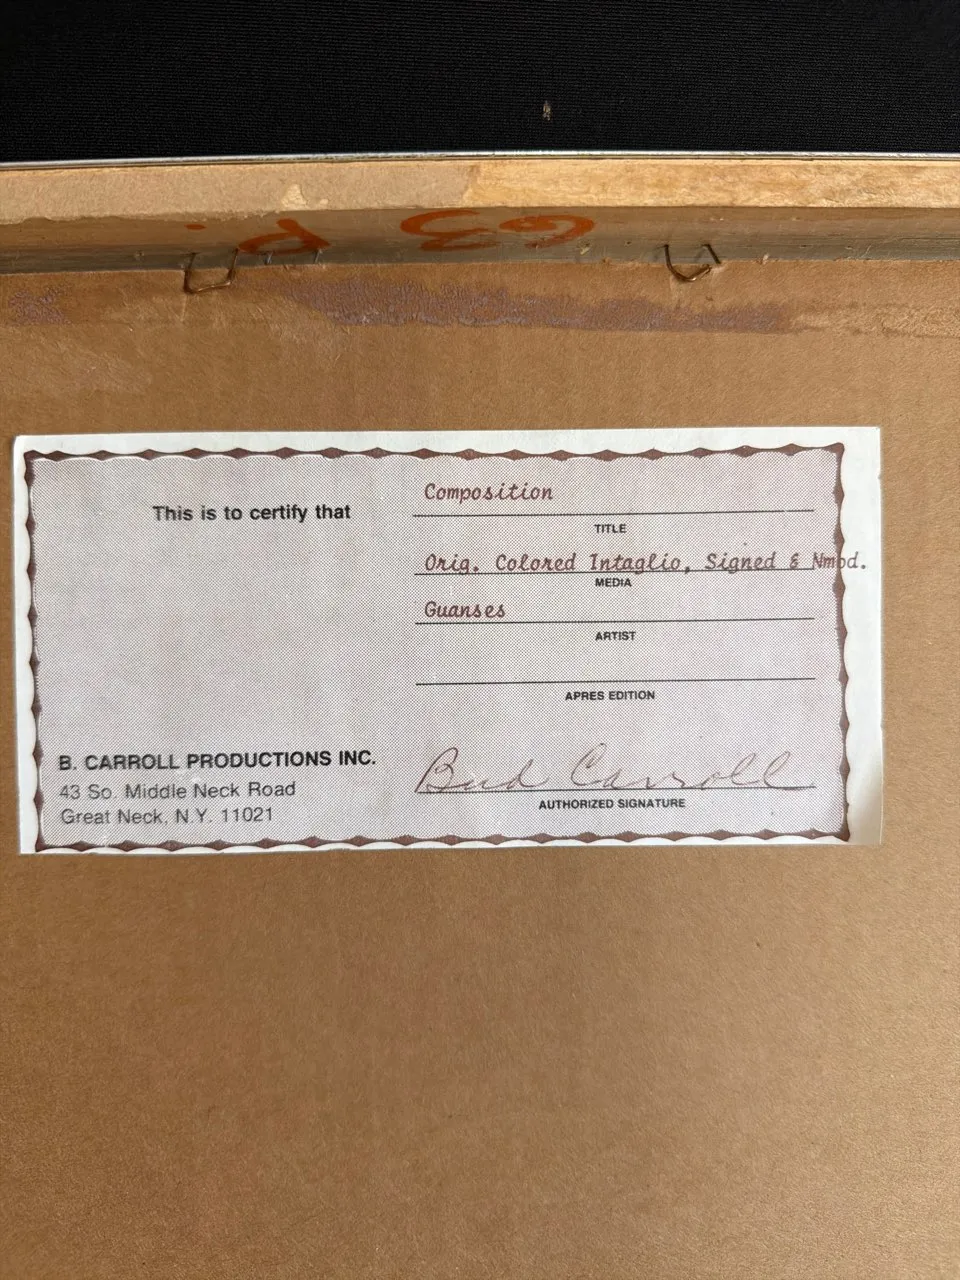 This is to certify that
Composition
TITLE
Orig. Colored Intaglio, Signed & Nmbd.
MEDIA
Guanses
ARTIST
APRES EDITION
B. CARROLL PRODUCTIONS INC.
43 So. Middle Neck Road
Great Neck, N.Y. 11021
Bud Carroll
AUTHORIZED SIGNATURE